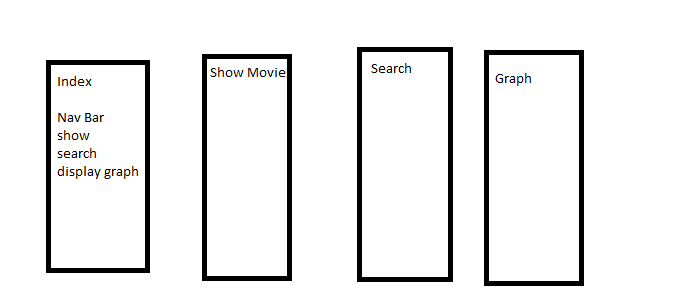 Index
Nav Bar
show
search
display graph
Show Movie
Search
Graph